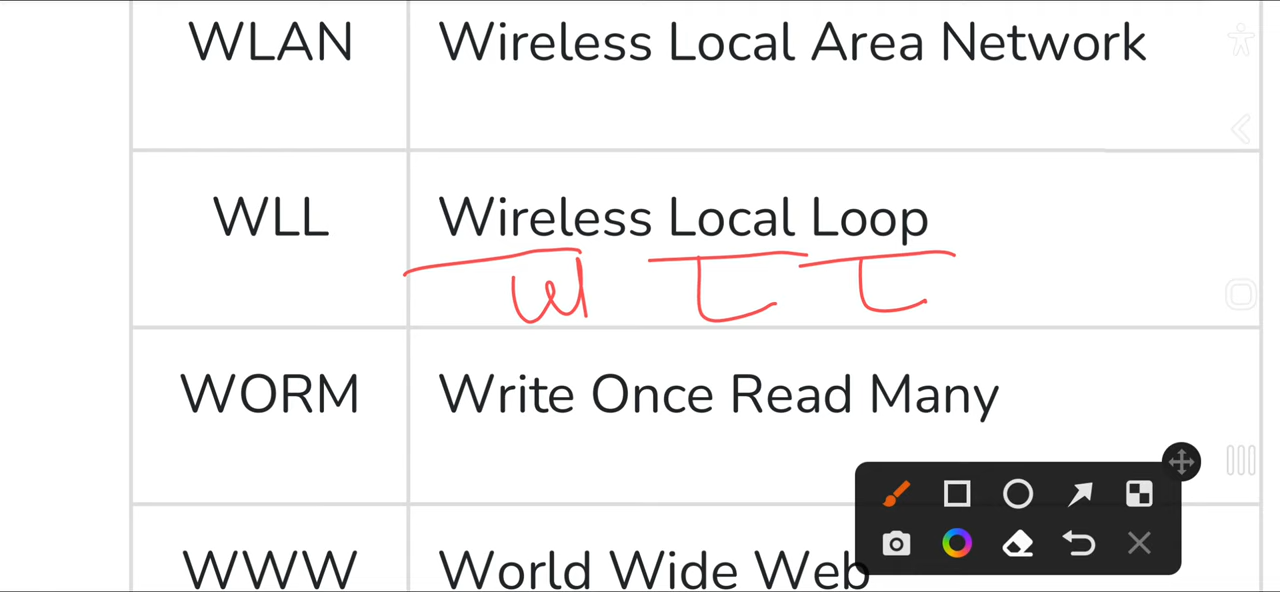 WLAN Wireless Local Area Network
WLL Wireless Local Loop
W L L
WORM Write Once Read Many
WWW World Wide Web